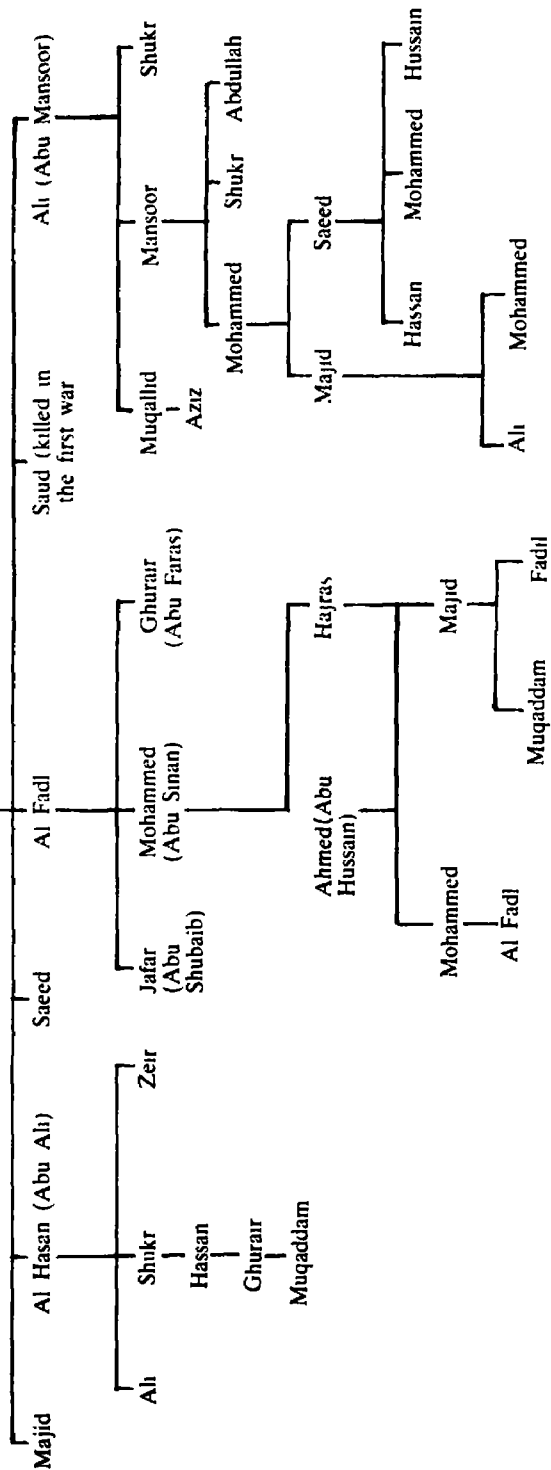 Majid
Al Hasan (Abu Ali)
Saeed
Al Fadl
Saud (killed in
the first war
Ali (Abu Mansoor)
Ali
Shukr
Zeir
Jafar
(Abu
Shubaib)
Mohammed
(Abu Sinan)
Ghurair
(Abu Faras)
Muqallid
Mansoor
Shukr
Hassan
Ghurair
Muqaddam
Aziz
Mohammed
Shukr
Abdullah
Ahmed(Abu
Hussain)
Hajras
Majid
Saeed
Mohammed
Al Fadl
Majid
Hassan
Mohammed
Hussain
Muqaddam
Fadil
Ali
Mohammed